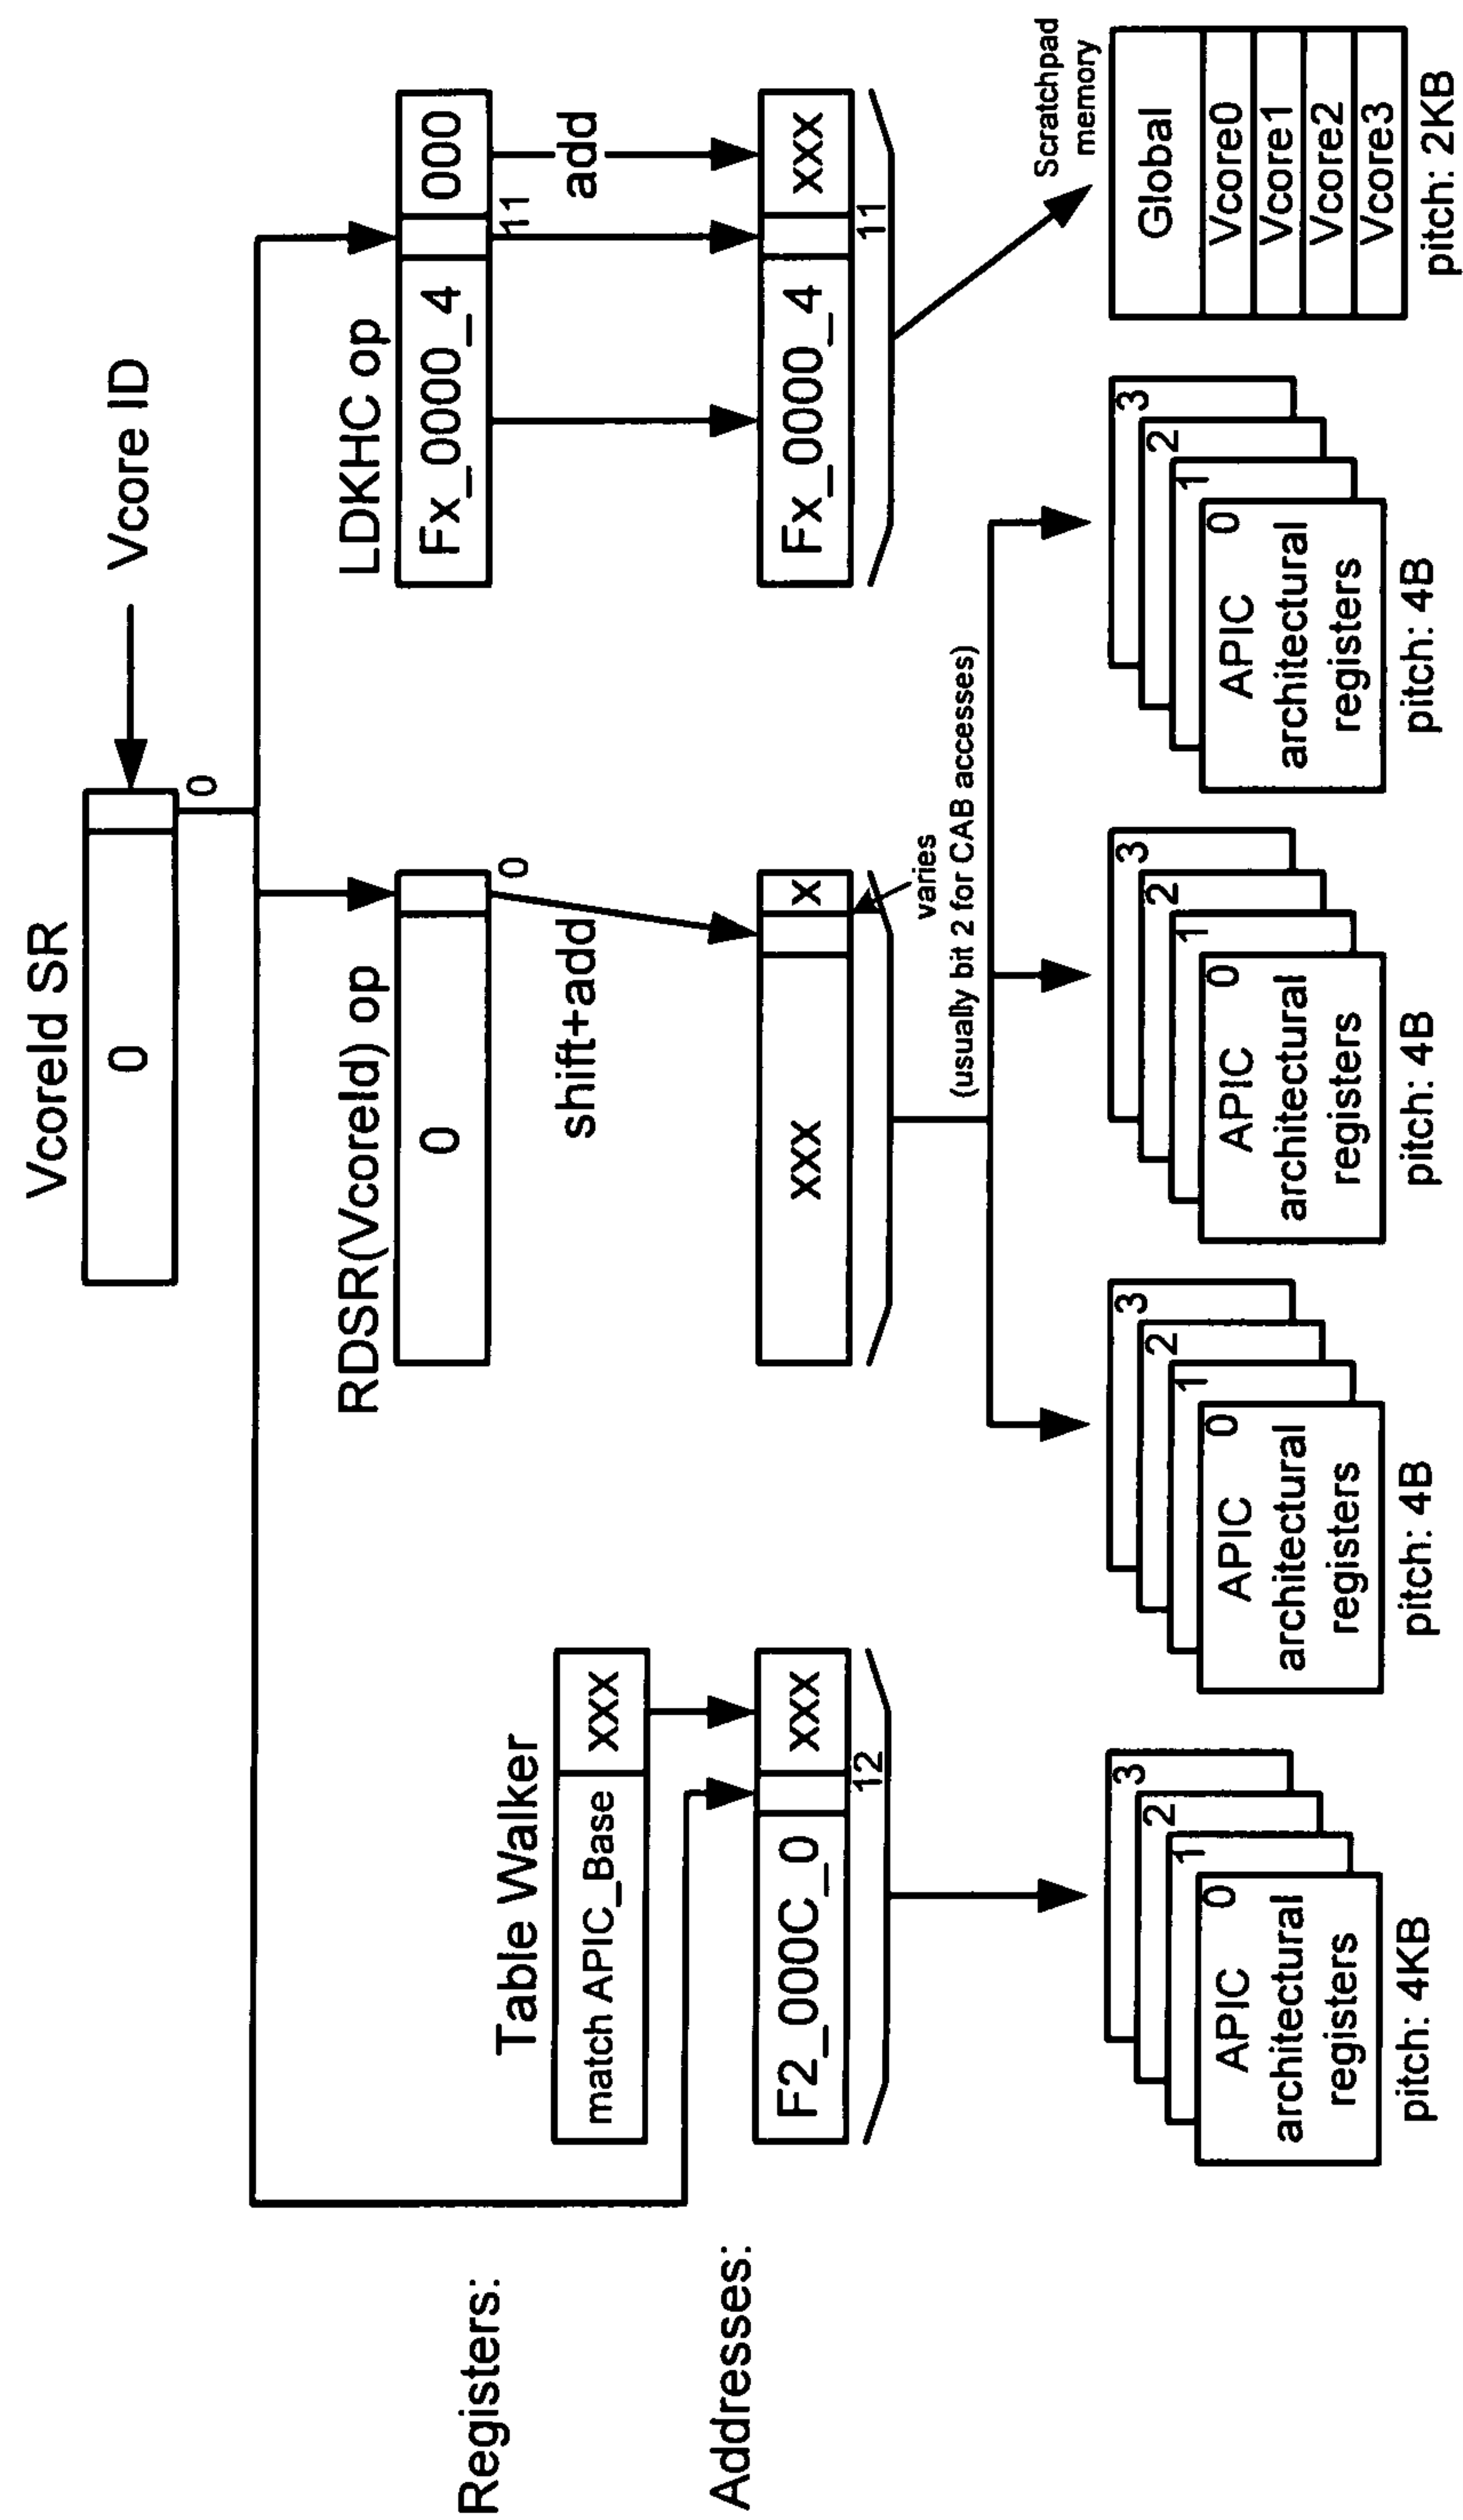 VcoreId SR
Vcore ID
0
0
RDSR(VcoreId) op
LDKHC op
0
0
Fx_0000_4
000
11
Registers:
Table Walker
match APIC_Base
xxx
shift+add
add
Addresses:
F2_000C_0
xxx
12
xxx
x
varies
(usually bit 2 for CAB accesses)
Fx_0000_4
xxx
11
3
2
1
0
APIC
architectural
registers
pitch: 4KB
3
2
1
0
APIC
architectural
registers
pitch: 4B
3
2
1
0
APIC
architectural
registers
pitch: 4B
3
2
1
0
APIC
architectural
registers
pitch: 4B
Scratchpad
memory
Global
Vcore0
Vcore1
Vcore2
Vcore3
pitch: 2KB